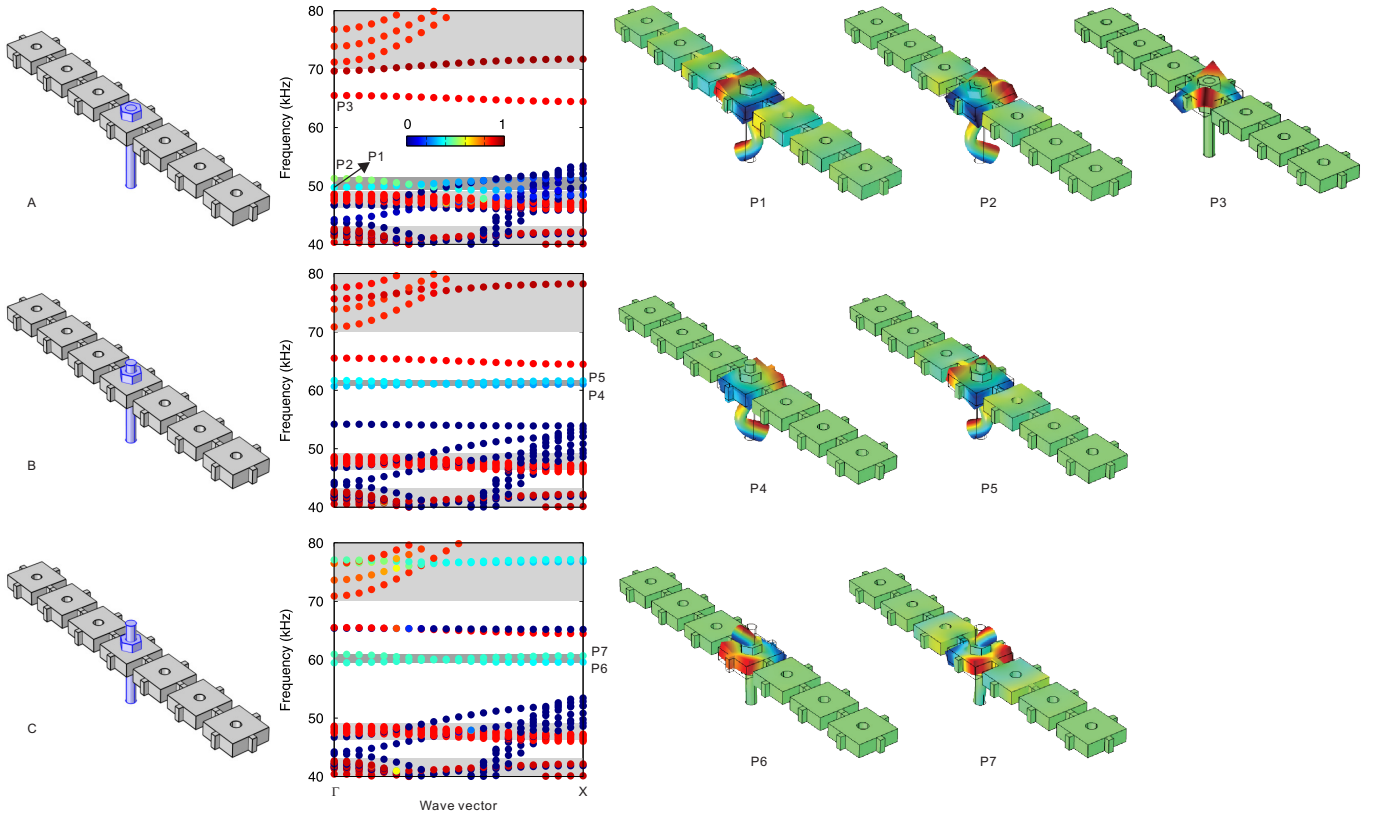 A
Frequency (kHz)
80
70
60
50
40
P3
0 1
P2 P1
P1
P2
P3
B
Frequency (kHz)
80
70
60
50
40
P5
P4
P4
P5
C
Frequency (kHz)
80
70
60
50
40
P7
P6
Γ X
Wave vector
P6
P7